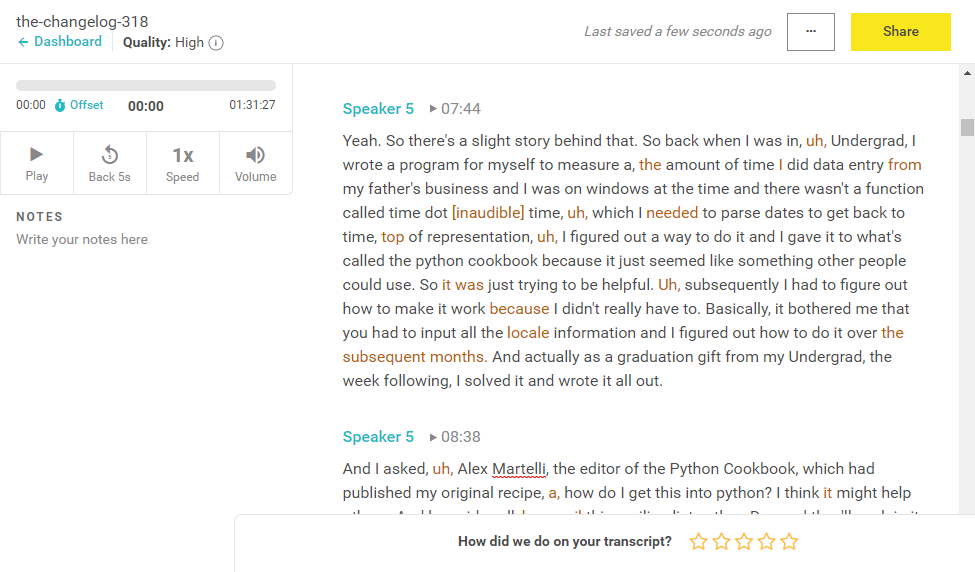 the-changelog-318
← Dashboard Quality: High
Last saved a few seconds ago
...
Share
00:00 Offset 00:00 01:31:27
5
1x
Play Back 5s Speed Volume
NOTES
Write your notes here
Speaker 5 07:44
Yeah. So there's a slight story behind that. So back when I was in, uh, Undergrad, I
wrote a program for myself to measure a, the amount of time I did data entry from
my father's business and I was on windows at the time and there wasn't a function
called time dot [inaudible] time, uh, which I needed to parse dates to get back to
time, top of representation, uh, I figured out a way to do it and I gave it to what's
called the python cookbook because it just seemed like something other people
could use. So it was just trying to be helpful. Uh, subsequently I had to figure out
how to make it work because I didn't really have to. Basically, it bothered me that
you had to input all the locale information and I figured out how to do it over the
subsequent months. And actually as a graduation gift from my Undergrad, the
week following, I solved it and wrote it all out.
Speaker 5 08:38
And I asked, uh, Alex Martelli, the editor of the Python Cookbook, which had
published my original recipe, a, how do I get this into python? I think it might help
How did we do on your transcript?